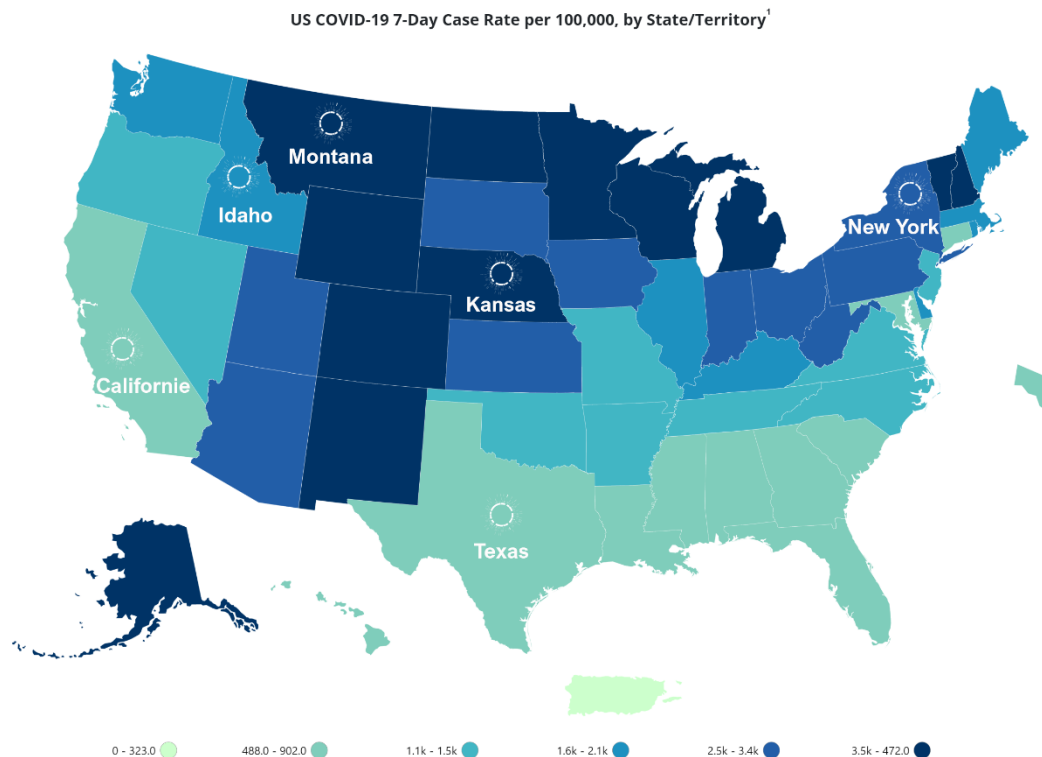 US COVID-19 7-Day Case Rate per 100,000, by State/Territory¹
Montana
Idaho
New York
Kansas
Californie
Texas
0 - 323.0
488.0 - 902.0
1.1k - 1.5k
1.6k - 2.1k
2.5k - 3.4k
3.5k - 472.0